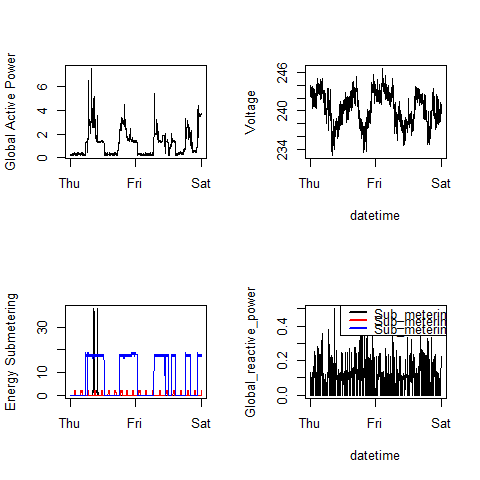 Global Active Power
0 2 4 6
Thu Fri Sat
Voltage
234 240 246
Thu Fri Sat
datetime
Energy Submetering
0 10 30
Thu Fri Sat
Global_reactive_power
0.0 0.2 0.4
Sub_meterin
Sub_meterin
Sub_meterin
Thu Fri Sat
datetime